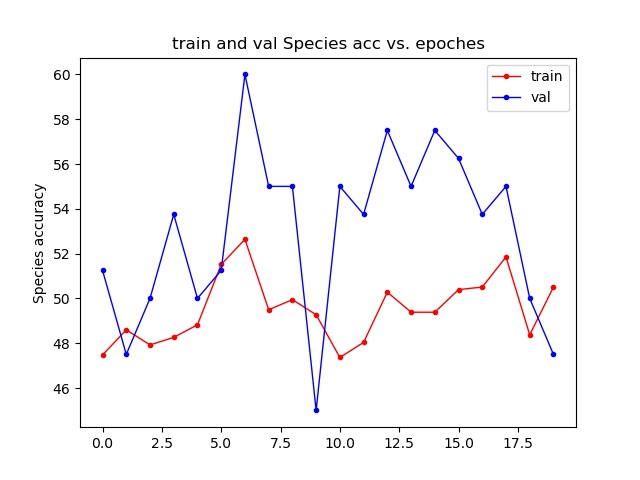 train and val Species acc vs. epoches
train
val
Species accuracy
60
58
56
54
52
50
48
46
0.0 2.5 5.0 7.5 10.0 12.5 15.0 17.5